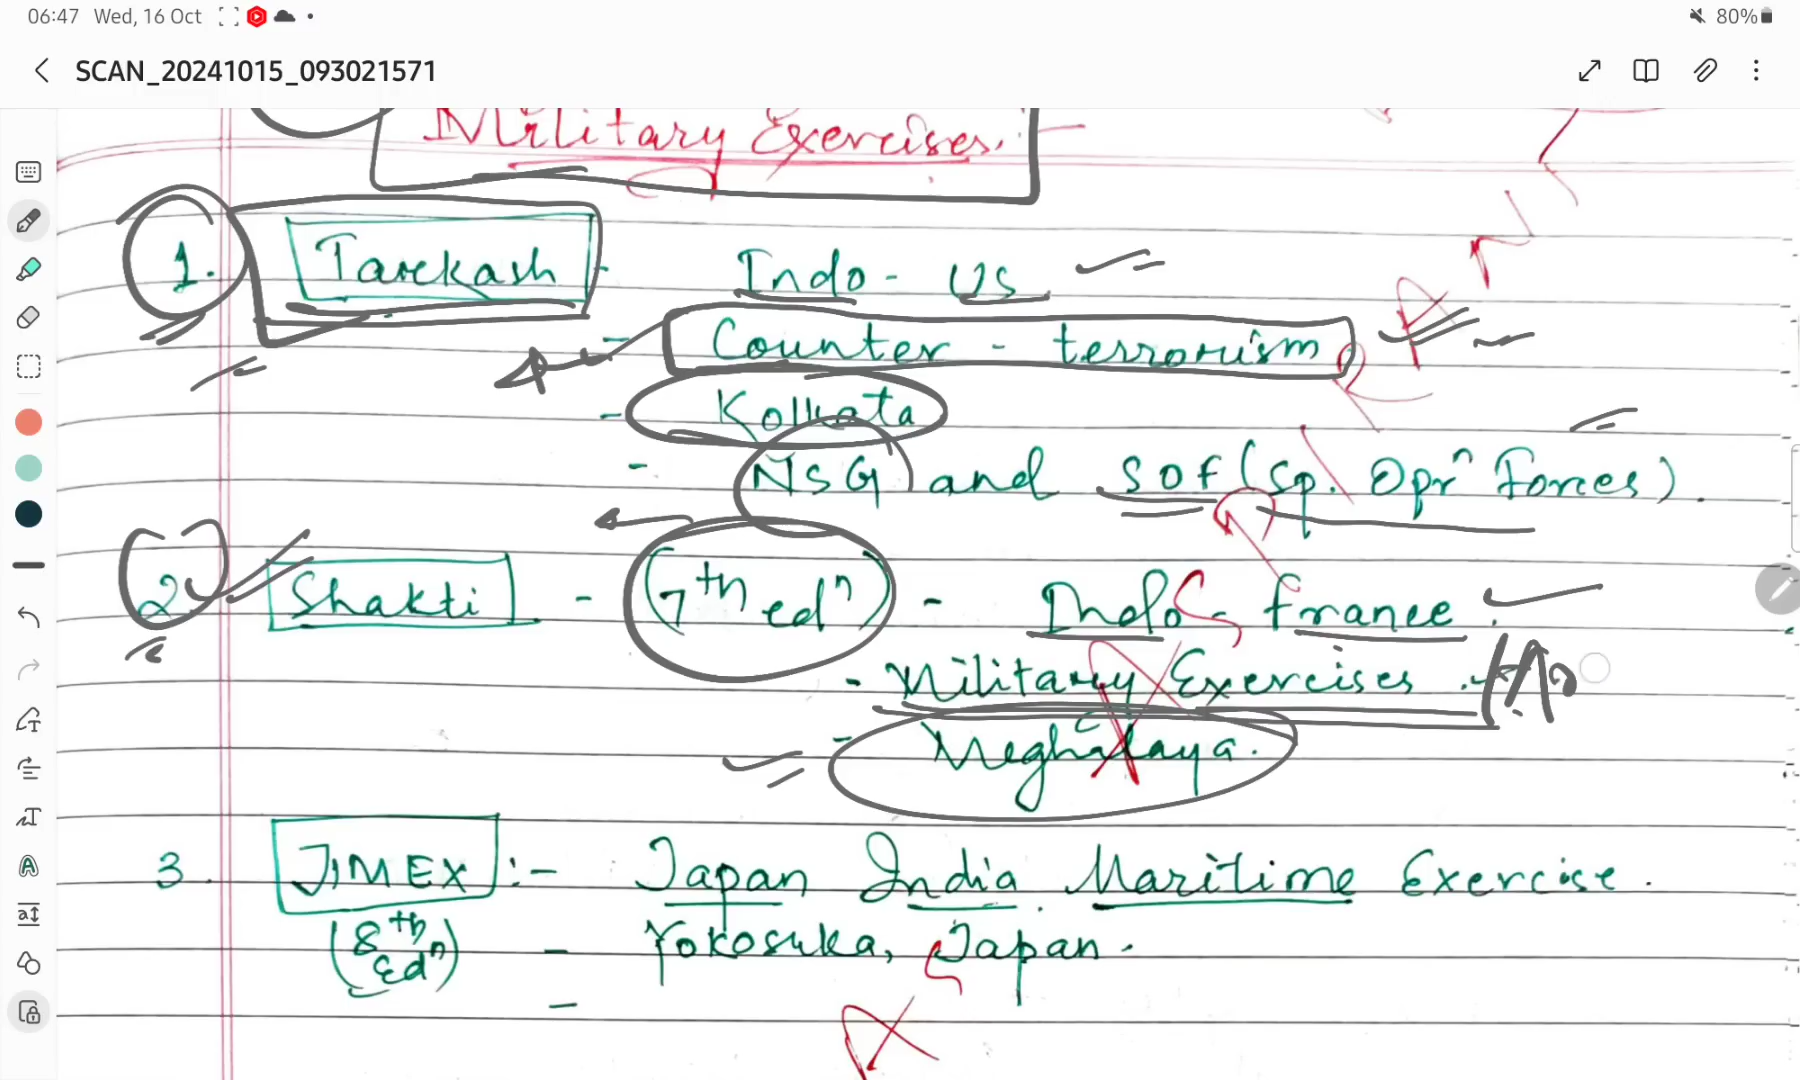 06:47 Wed, 16 Oct 80%
SCAN_20241015_093021571
Military Exercises.
1. Tarkash - Indo - US
- Counter - terrorism
- Kolkata
- NSG and SOF (Sp. Oprⁿ Forces).
2. Shakti - (7th edⁿ) - Indo - France.
- Military Exercises.
- Meghalaya.
3. JIMEX :- Japan India Maritime Exercise.
(8th Edⁿ) - Yokosuka, Japan.
-